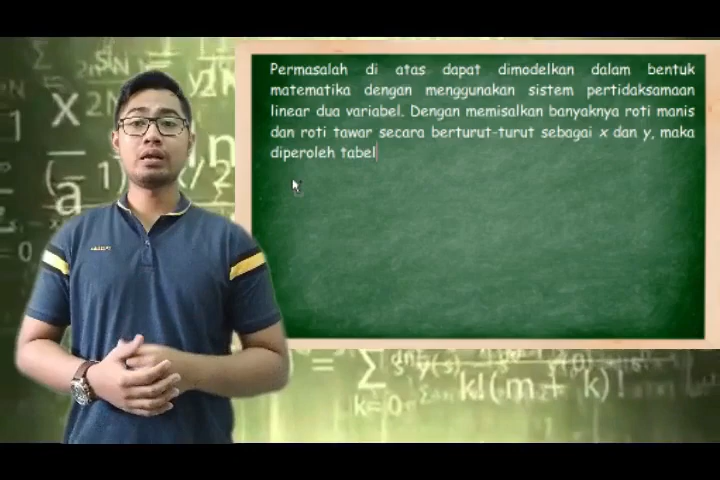 Permasalah di atas dapat dimodelkan dalam bentuk
matematika dengan menggunakan sistem pertidaksamaan
linear dua variabel. Dengan memisalkan banyaknya roti manis
dan roti tawar secara berturut-turut sebagai x dan y, maka
diperoleh tabel
k!(m + k)!
k=0